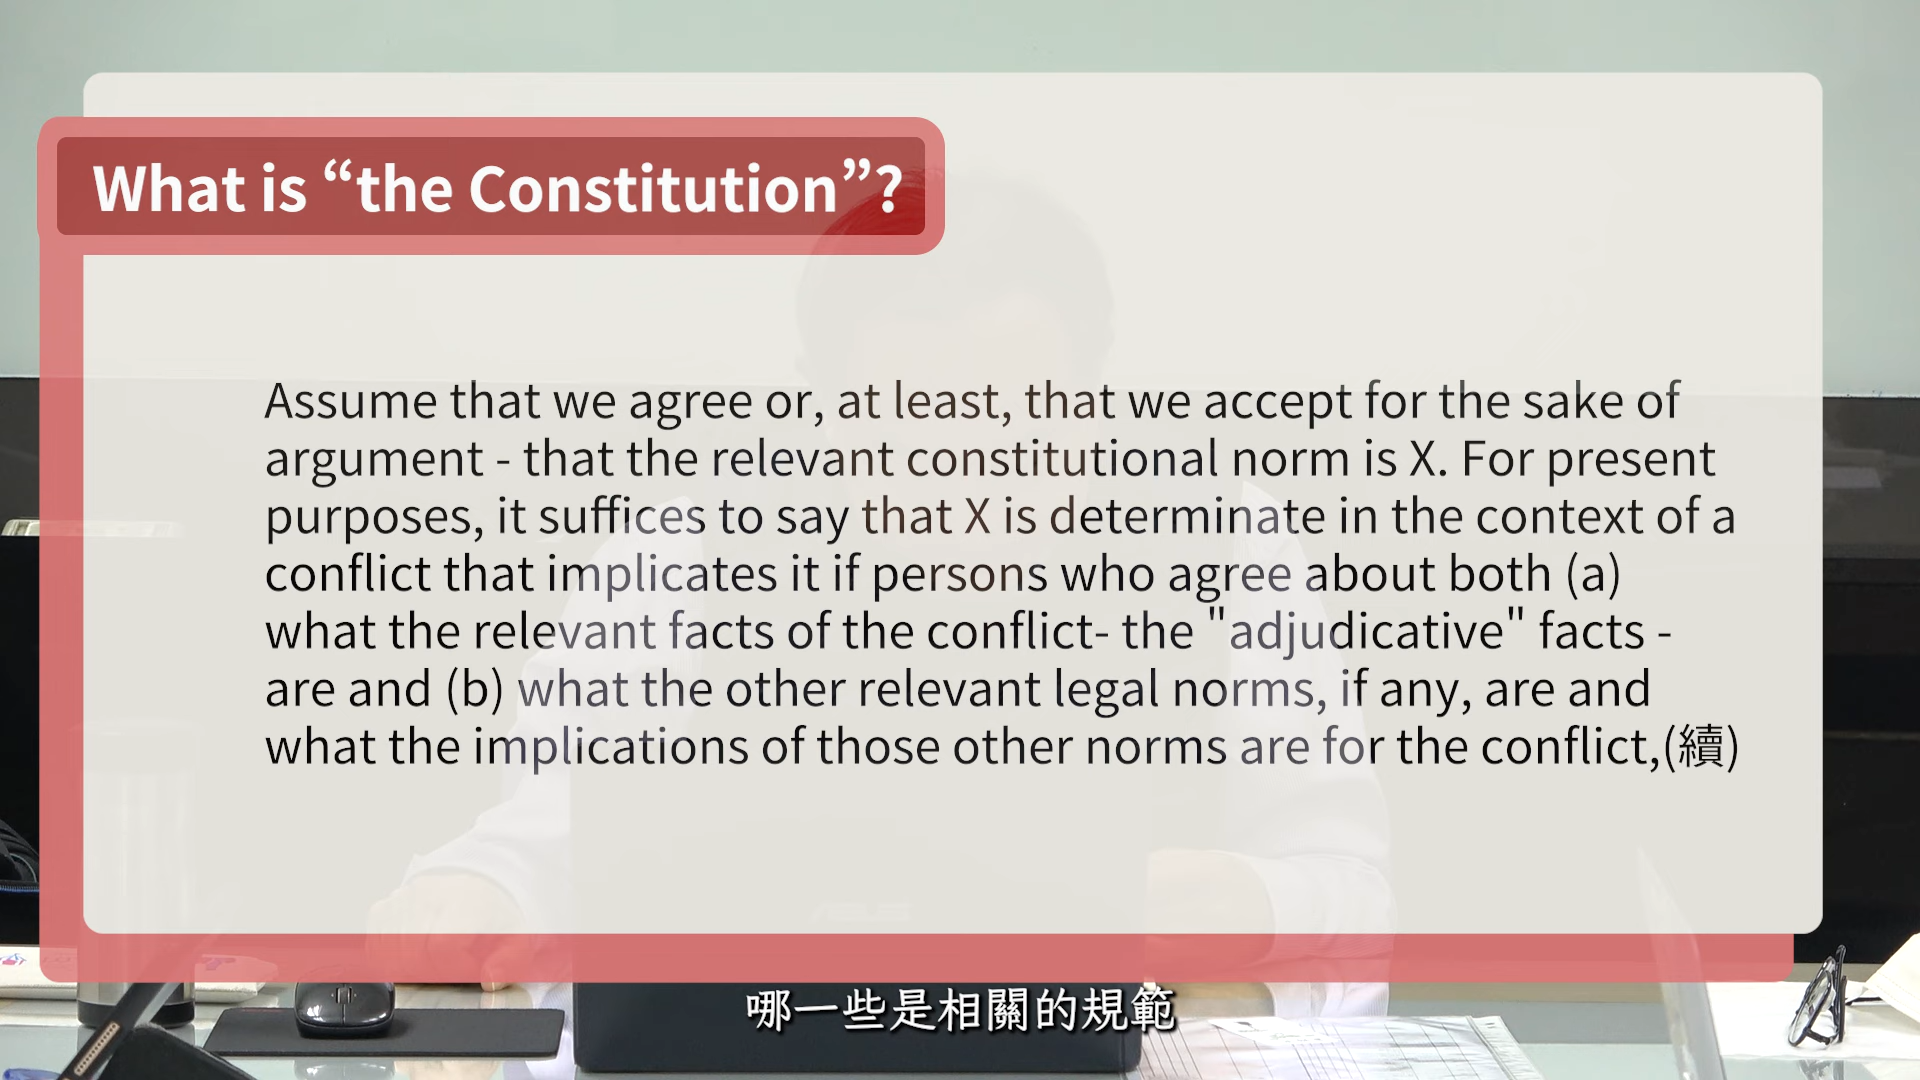 What is “the Constitution”?
Assume that we agree or, at least, that we accept for the sake of
argument - that the relevant constitutional norm is X. For present
purposes, it suffices to say that X is determinate in the context of a
conflict that implicates it if persons who agree about both (a)
what the relevant facts of the conflict- the "adjudicative" facts -
are and (b) what the other relevant legal norms, if any, are and
what the implications of those other norms are for the conflict,(續)
哪一些是相關的規範